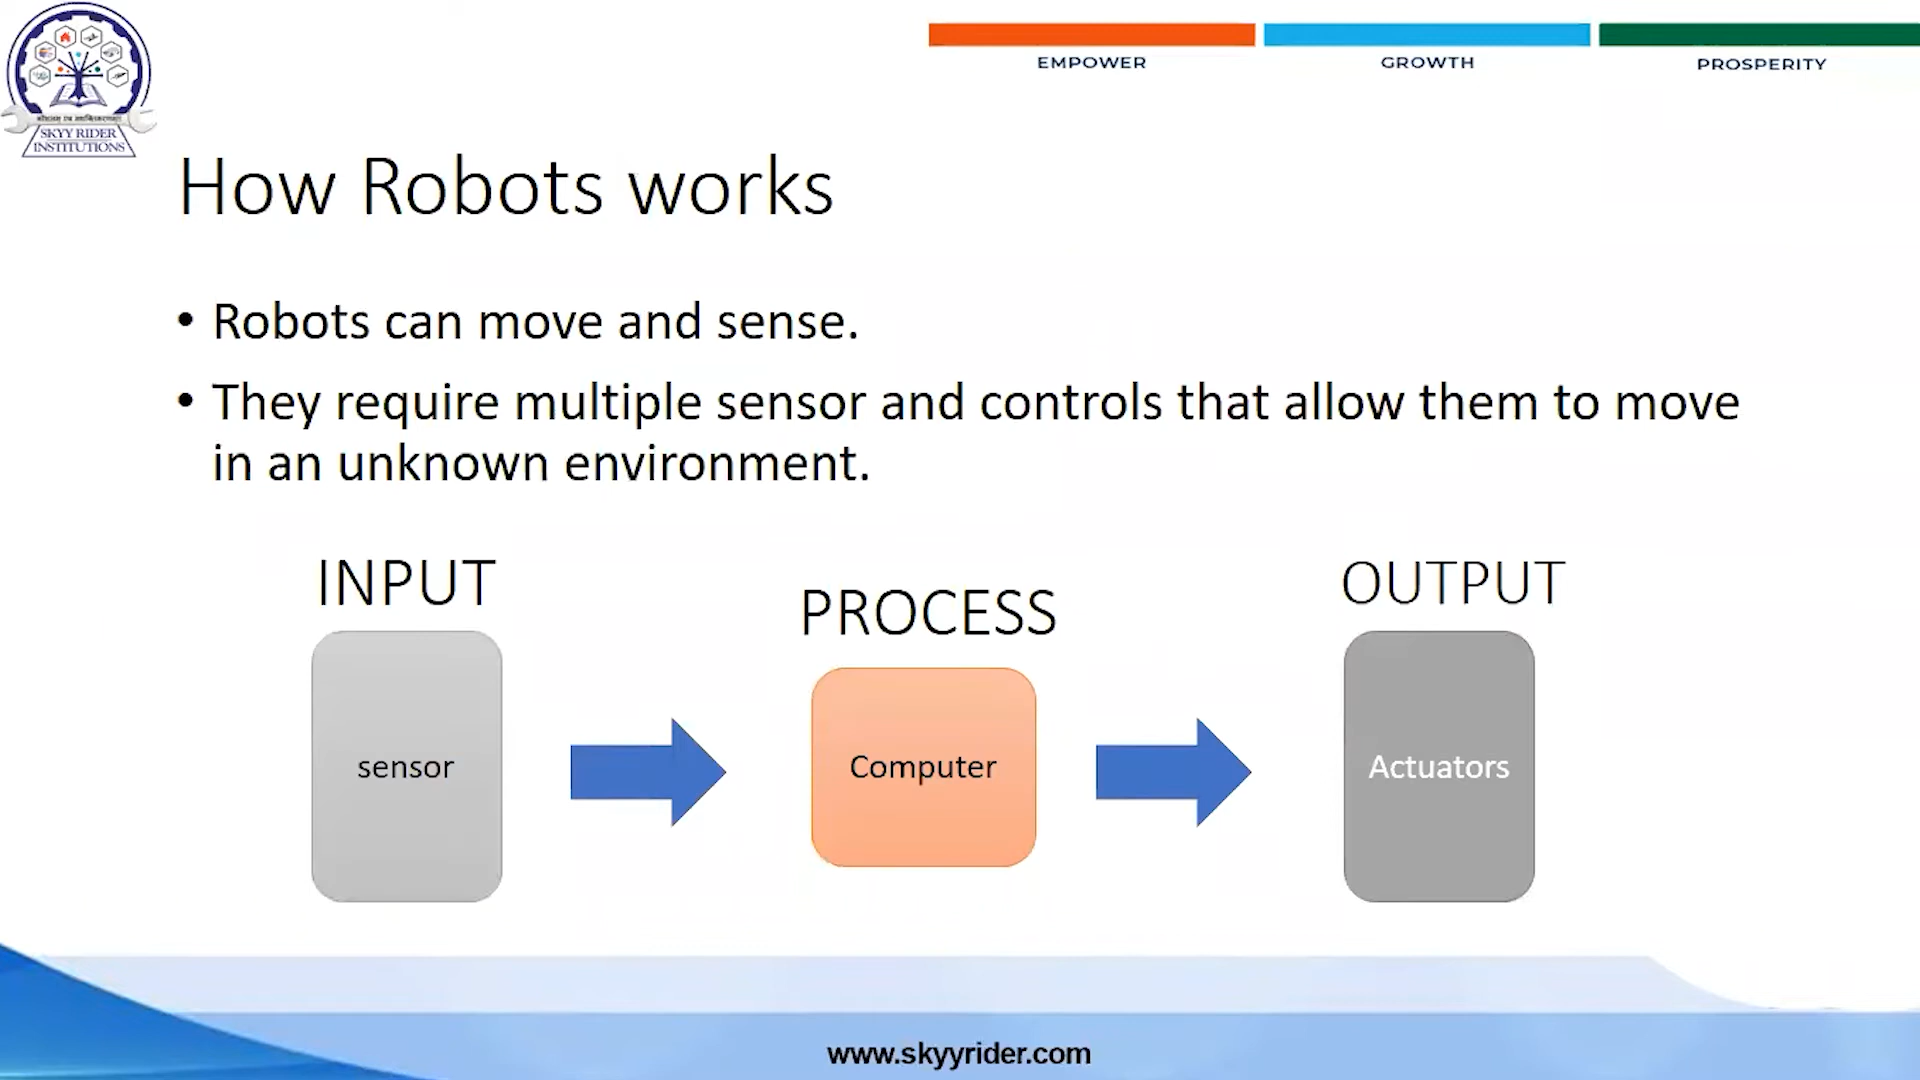 SKYY RIDER
INSTITUTIONS
EMPOWER
GROWTH
PROSPERITY
How Robots works
• Robots can move and sense.
• They require multiple sensor and controls that allow them to move
in an unknown environment.
INPUT
PROCESS
OUTPUT
sensor
Computer
Actuators
www.skyyrider.com